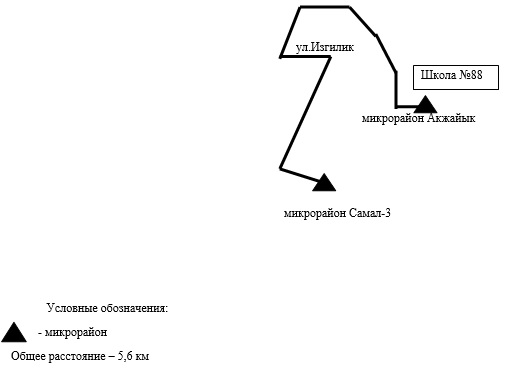 ул.Изгилик
Школа №88
микрорайон Акжайык
микрорайон Самал-3
Условные обозначения:
- микрорайон
Общее расстояние – 5,6 км